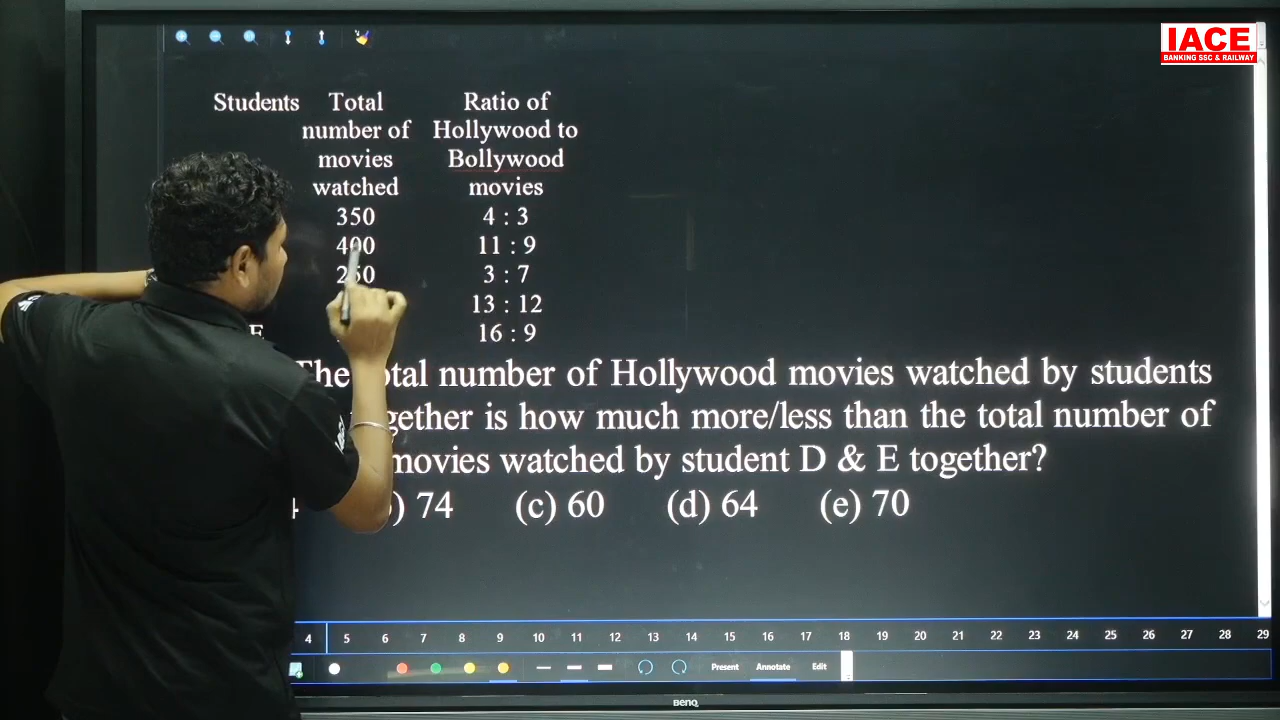 IACE
BANKING SSC & RAILWAY
Students Total Ratio of
number of Hollywood to
movies Bollywood
watched movies
350 4 : 3
400 11 : 9
250 3 : 7
13 : 12
E 16 : 9
The total number of Hollywood movies watched by students
together is how much more/less than the total number of
movies watched by student D & E together?
4 b) 74 (c) 60 (d) 64 (e) 70
4 5 6 7 8 9 10 11 12 13 14 15 16 17 18 19 20 21 22 23 24 25 26 27 28 29
Present Annotate Edit
BenQ